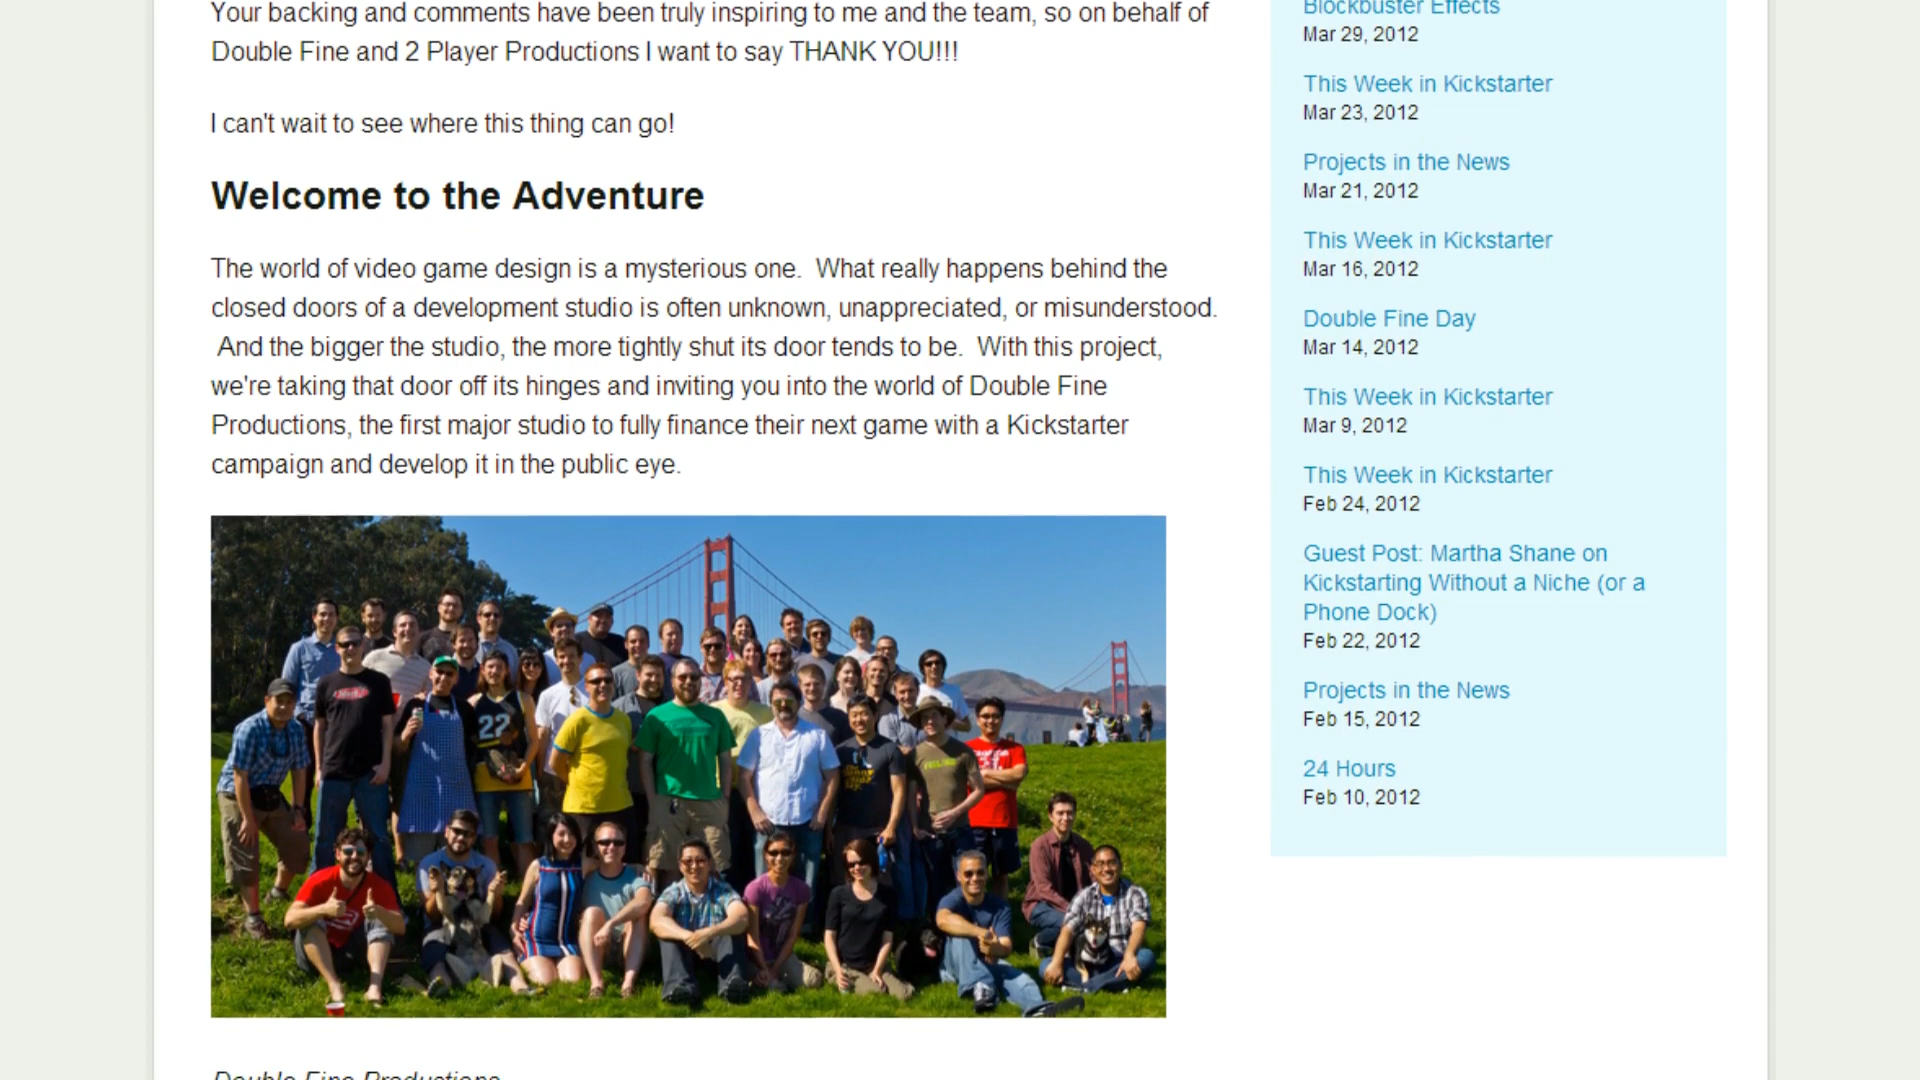 Your backing and comments have been truly inspiring to me and the team, so on behalf of
Double Fine and 2 Player Productions I want to say THANK YOU!!!
I can't wait to see where this thing can go!
Welcome to the Adventure
The world of video game design is a mysterious one. What really happens behind the
closed doors of a development studio is often unknown, unappreciated, or misunderstood.
And the bigger the studio, the more tightly shut its door tends to be. With this project,
we're taking that door off its hinges and inviting you into the world of Double Fine
Productions, the first major studio to fully finance their next game with a Kickstarter
campaign and develop it in the public eye.
22
Double Fine Productions
Blockbuster Effects
Mar 29, 2012
This Week in Kickstarter
Mar 23, 2012
Projects in the News
Mar 21, 2012
This Week in Kickstarter
Mar 16, 2012
Double Fine Day
Mar 14, 2012
This Week in Kickstarter
Mar 9, 2012
This Week in Kickstarter
Feb 24, 2012
Guest Post: Martha Shane on
Kickstarting Without a Niche (or a
Phone Dock)
Feb 22, 2012
Projects in the News
Feb 15, 2012
24 Hours
Feb 10, 2012